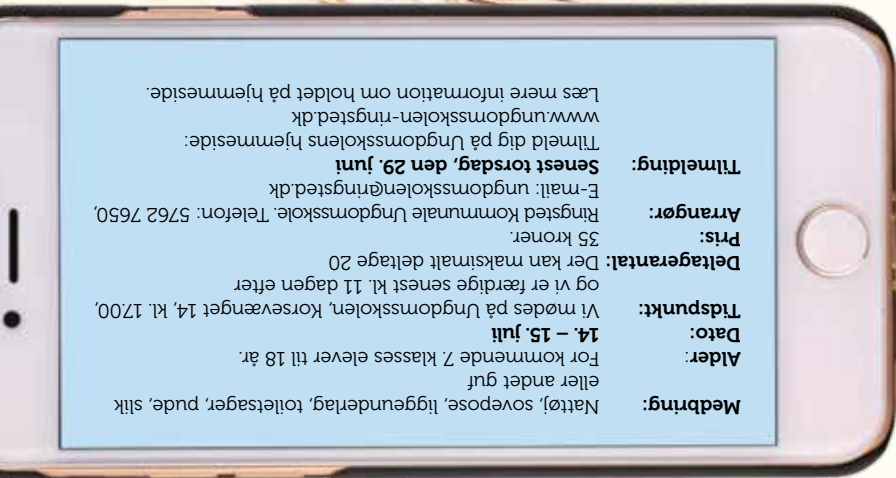 Medbring: Nattøj, sovepose, liggeunderlag, toiletsager, pude, slik
eller andet guf
Alder: For kommende 7. klasses elever til 18 år.
Dato: 14. – 15. juli
Tidspunkt: Vi mødes på Ungdomsskolen, Korsevænget 14, kl. 17.00,
og vi er færdige senest kl. 11 dagen efter
Deltagerantal: Der kan maksimalt deltage 20
Pris: 35 kroner.
Arrangør: Ringsted Kommunale Ungdomsskole. Telefon: 5762 7650,
E-mail: ungdomsskolen@ringsted.dk
Tilmelding: Senest torsdag, den 29. juni
Tilmeld dig på Ungdomsskolens hjemmeside:
www.ungdomsskolen-ringsted.dk
Læs mere information om holdet på hjemmeside.